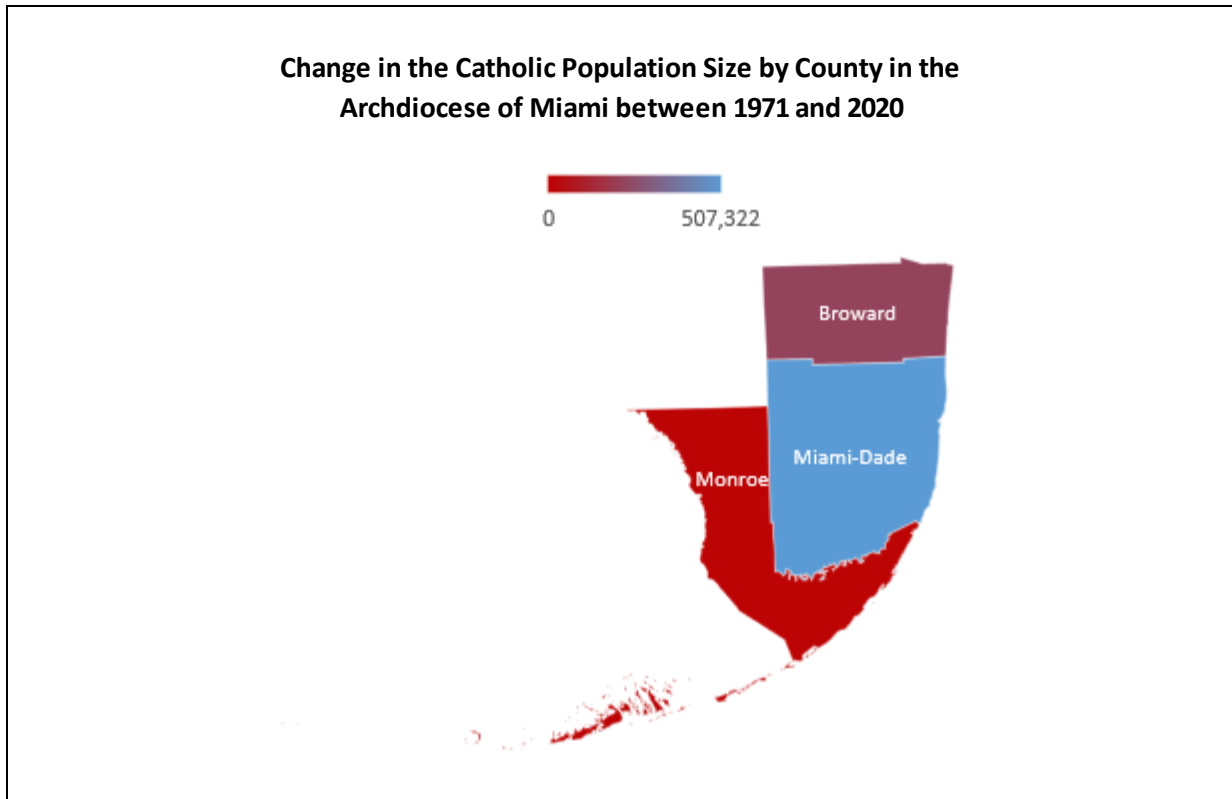 Change in the Catholic Population Size by County in the
Archdiocese of Miami between 1971 and 2020
0 507,322
Broward
Miami-Dade
Monroe